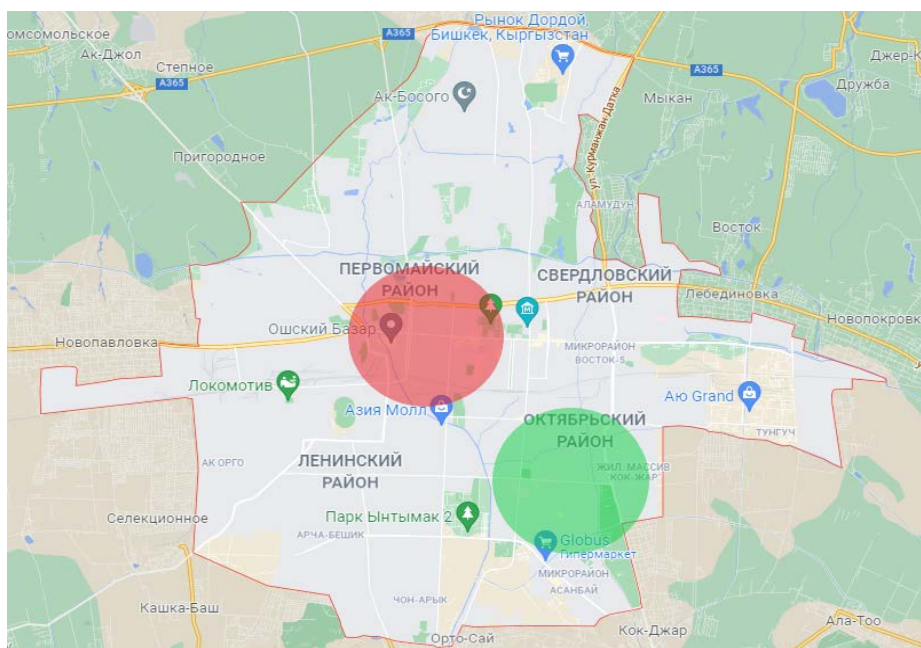 Рынок Дордой,
Бишкек, Кыргызстан
омсомольское
А365
Ак-Джол
Степное
А365
Джер-К
Дружба
Ак-Босого
Мыкан
ул. Курманжан-Датка
Пригородное
АЛАМУДУН
Восток
ПЕРВОМАЙСКИЙ
РАЙОН
СВЕРДЛОВСКИЙ
РАЙОН
Лебединовка
Новопокровк
Ошский Базар
Новопавловка
МИКРОРАЙОН
ВОСТОК-5
Локомотив
Азия Молл
Аю Grand
ОКТЯБРЬСКИЙ
РАЙОН
ТУНГУЧ
ЛЕНИНСКИЙ
РАЙОН
АК ОРГО
ЖИЛ. МАССИВ
КОК-ЖАР
Селекционное
Парк Ынтымак 2
АРЧА-БЕШИК
Globus
Гипермаркет
МИКРОРАЙОН
АСАНБАЙ
ЧОН-АРЫК
Кашка-Баш
Орто-Сай
Кок-Джар
Ала-Тоо